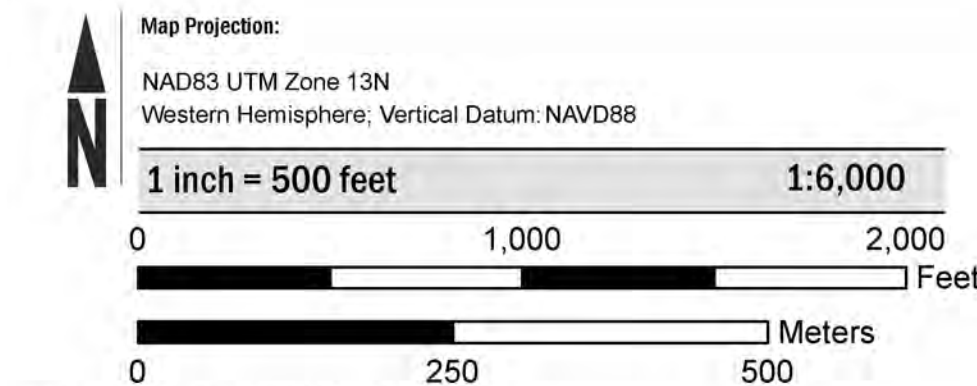 N
Map Projection:
NAD83 UTM Zone 13N
Western Hemisphere; Vertical Datum: NAVD88
1 inch = 500 feet 1:6,000
0 1,000 2,000
Feet
Meters
0 250 500